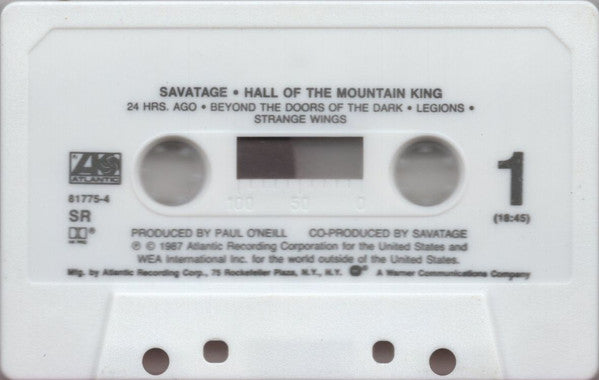 SAVATAGE • HALL OF THE MOUNTAIN KING
24 HRS. AGO • BEYOND THE DOORS OF THE DARK • LEGIONS •
STRANGE WINGS
ATLANTIC
81775-4
SR
1
(18:45)
100 50 0
PRODUCED BY PAUL O'NEILL CO-PRODUCED BY SAVATAGE
℗ © 1987 Atlantic Recording Corporation for the United States and
WEA International Inc. for the world outside of the United States.
Mfg. by Atlantic Recording Corp., 75 Rockefeller Plaza, N.Y., N.Y. A Warner Communications Company